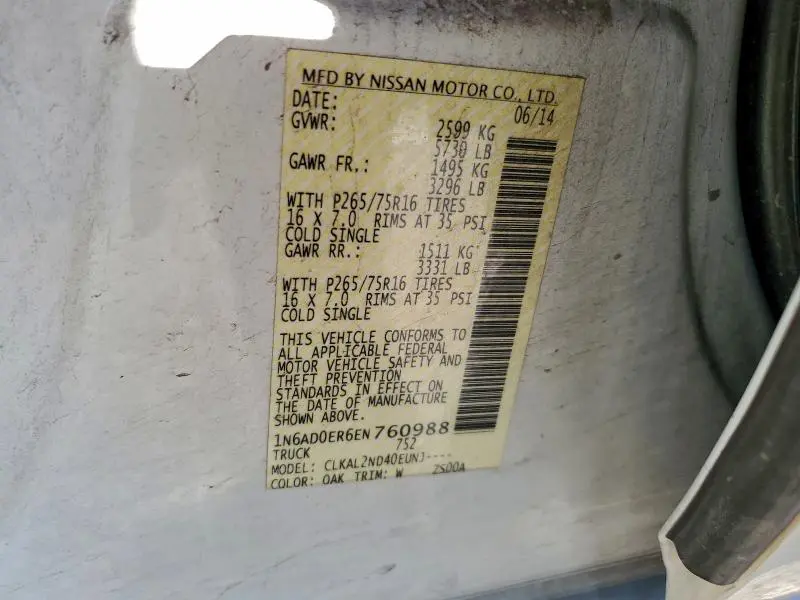 MFD BY NISSAN MOTOR CO., LTD.
DATE: 06/14
GVWR: 2599 KG
5730 LB
GAWR FR.: 1495 KG
3296 LB
WITH P265/75R16 TIRES
16 X 7.0 RIMS AT 35 PSI
COLD SINGLE
GAWR RR.: 1511 KG
3331 LB
WITH P265/75R16 TIRES
16 X 7.0 RIMS AT 35 PSI
COLD SINGLE
THIS VEHICLE CONFORMS TO
ALL APPLICABLE FEDERAL
MOTOR VEHICLE SAFETY AND
THEFT PREVENTION
STANDARDS IN EFFECT ON
THE DATE OF MANUFACTURE
SHOWN ABOVE.
1N6AD0ER6EN760988
TRUCK 752
MODEL: CLKAL2ND40EUNJ----
COLOR: QAK TRIM: W 2S00A